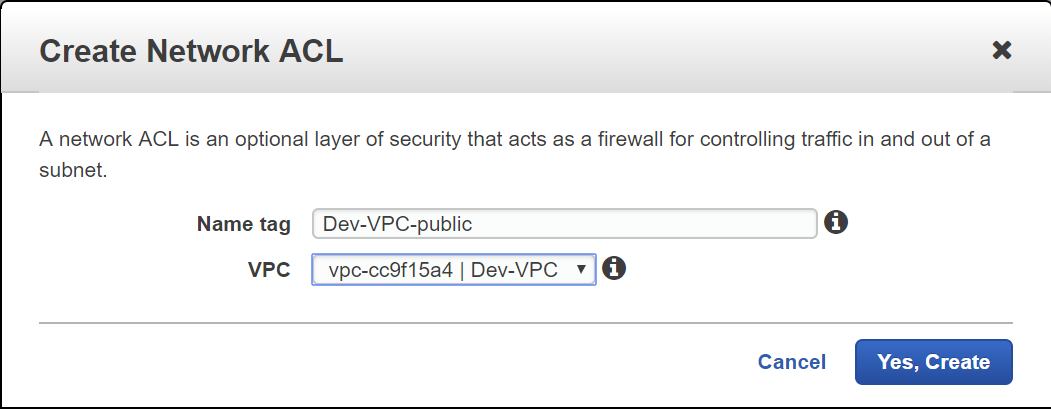 Create Network ACL
A network ACL is an optional layer of security that acts as a firewall for controlling traffic in and out of a
subnet.
Name tag Dev-VPC-public
VPC vpc-cc9f15a4 | Dev-VPC
Cancel Yes, Create